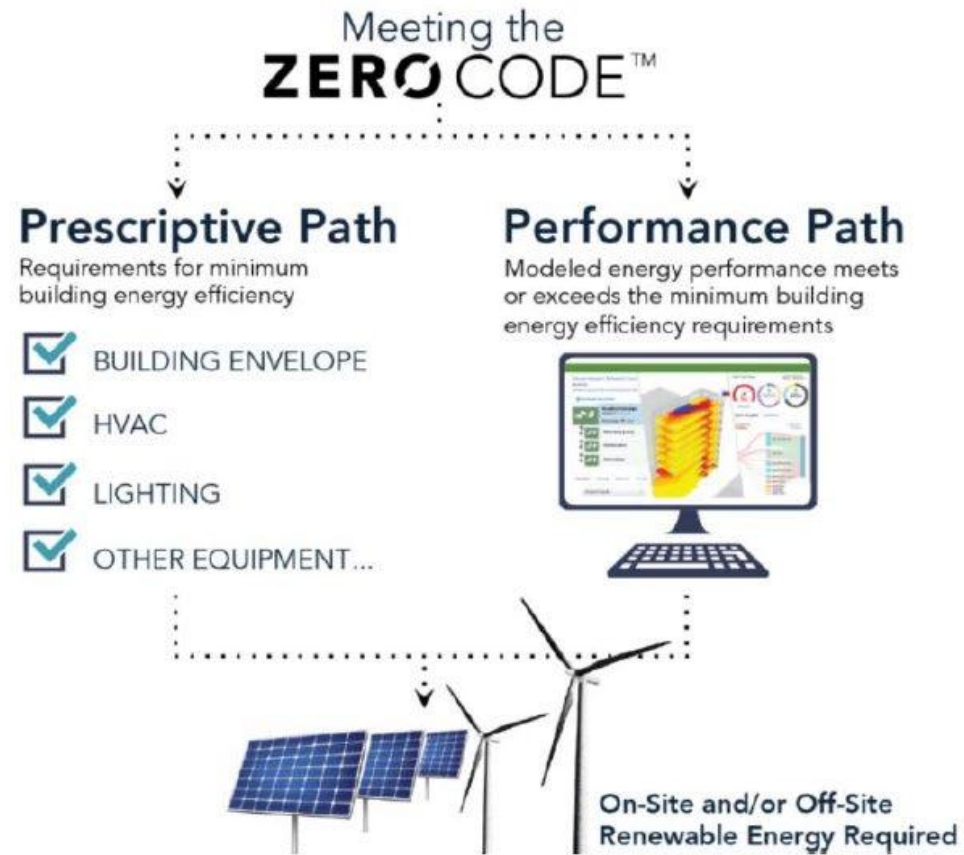 Meeting the
ZERO CODE™
Prescriptive Path
Requirements for minimum
building energy efficiency
BUILDING ENVELOPE
HVAC
LIGHTING
OTHER EQUIPMENT...
Performance Path
Modeled energy performance meets
or exceeds the minimum building
energy efficiency requirements
On-Site and/or Off-Site
Renewable Energy Required